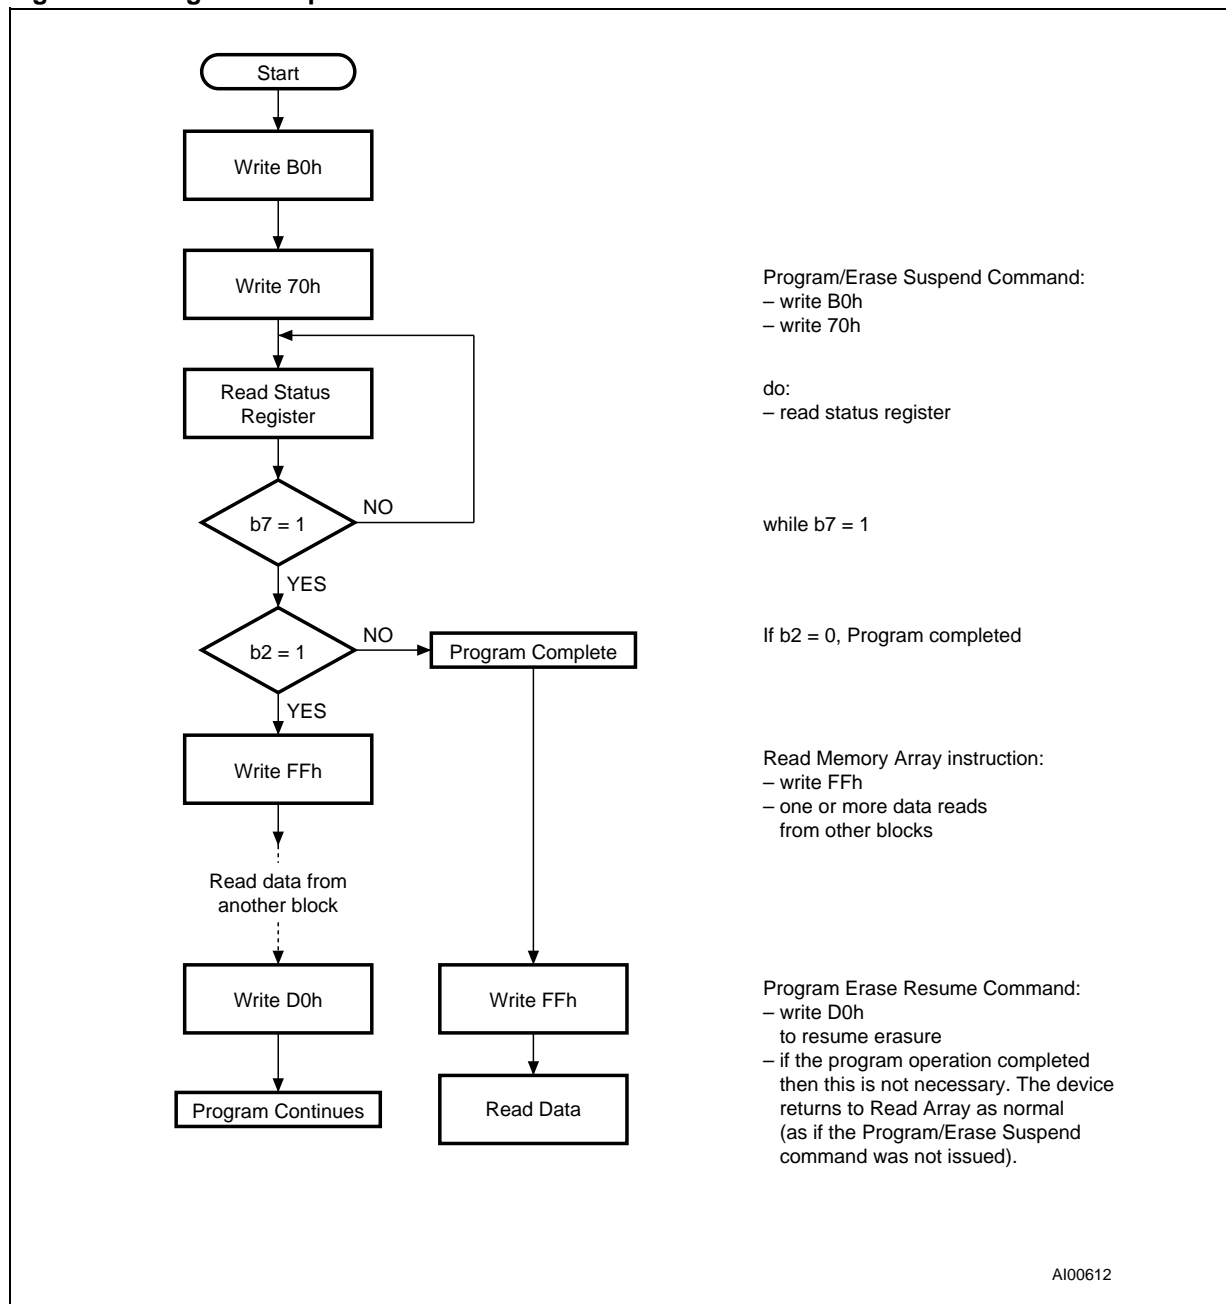 Start
Write B0h
Write 70h
Program/Erase Suspend Command:
– write B0h
– write 70h
Read Status
Register
do:
– read status register
b7 = 1
NO
while b7 = 1
YES
b2 = 1
NO
Program Complete
If b2 = 0, Program completed
YES
Write FFh
Read Memory Array instruction:
– write FFh
– one or more data reads
from other blocks
Read data from
another block
Write D0h
Write FFh
Program Erase Resume Command:
– write D0h
to resume erasure
– if the program operation completed
then this is not necessary. The device
returns to Read Array as normal
(as if the Program/Erase Suspend
command was not issued).
Program Continues
Read Data
AI00612